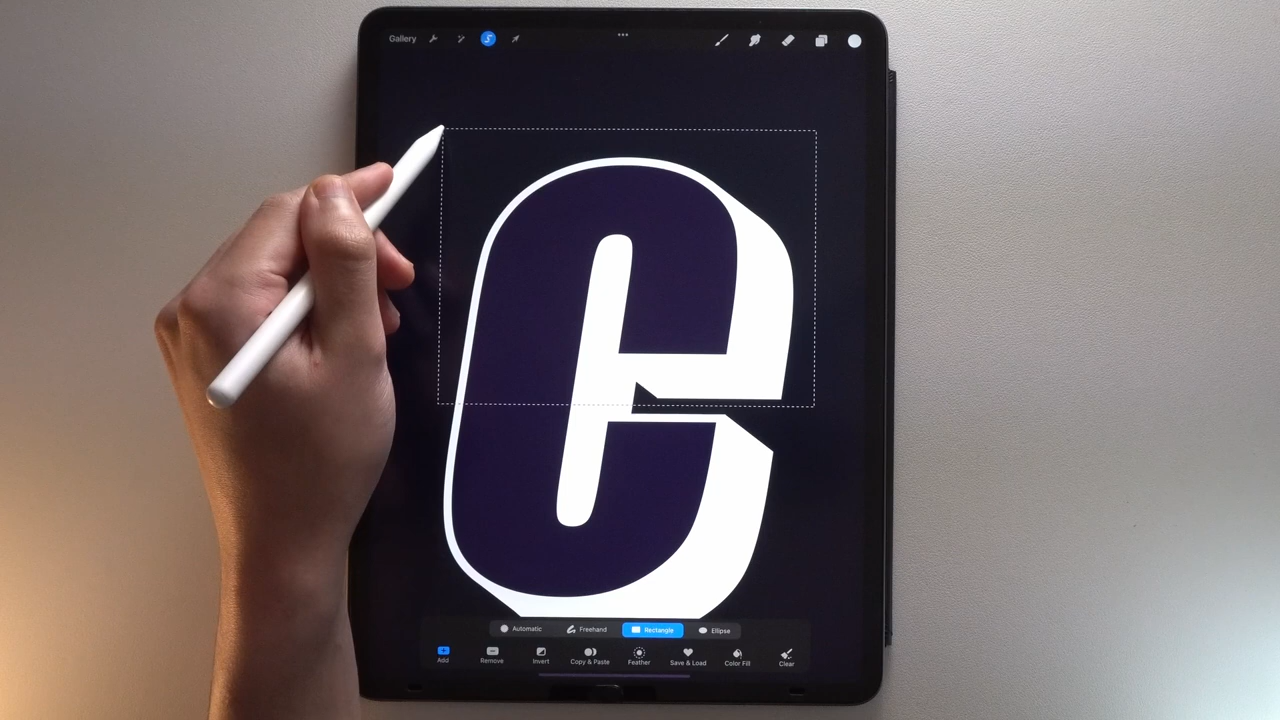 Gallery
C
Automatic Freehand Rectangle Ellipse
Add Remove Invert Copy & Paste Feather Save & Load Color Fill Clear